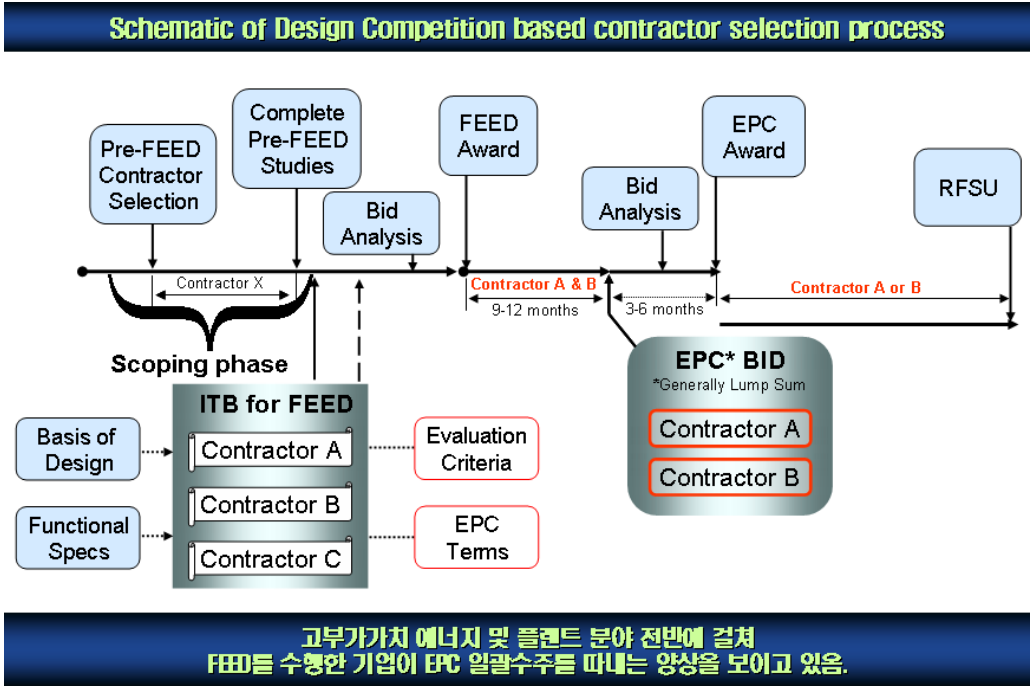 Schematic of Design Competition based contractor selection process
Pre-FEED
Contractor
Selection
Complete
Pre-FEED
Studies
Bid
Analysis
FEED
Award
Bid
Analysis
EPC
Award
RFSU
Contractor X
Contractor A & B
9-12 months
3-6 months
Contractor A or B
Scoping phase
ITB for FEED
Contractor A
Contractor B
Contractor C
Basis of
Design
Functional
Specs
Evaluation
Criteria
EPC
Terms
EPC* BID
*Generally Lump Sum
Contractor A
Contractor B
고부가가치 에너지 및 플랜트 분야 전반에 걸쳐
FEED를 수행한 기업이 EPC 일괄수주를 따내는 양상을 보이고 있음.